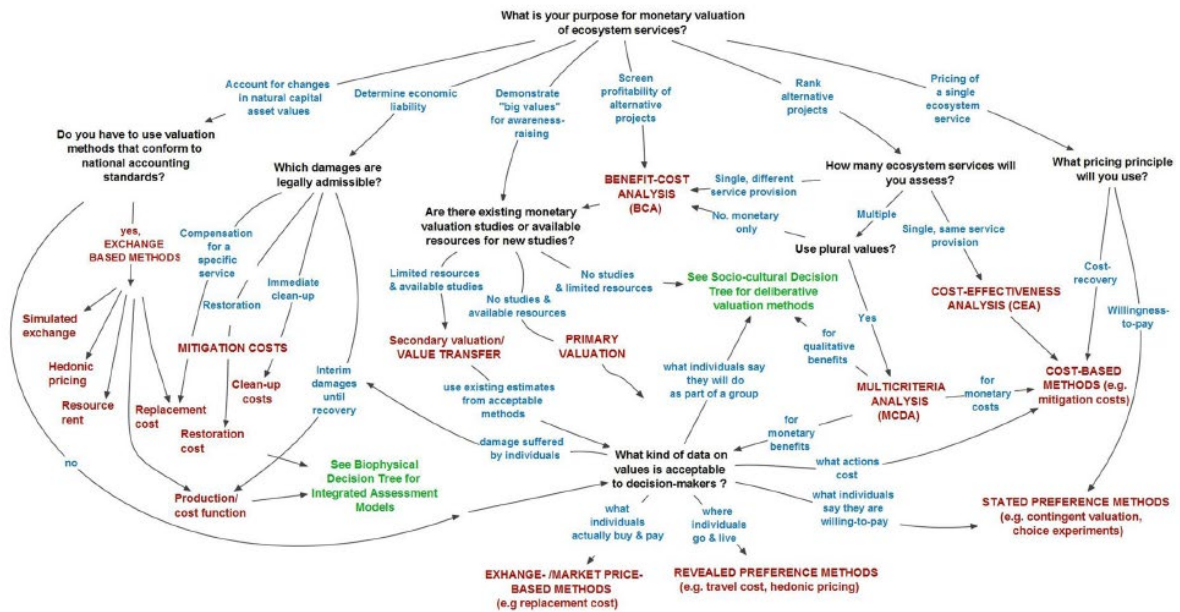 What is your purpose for monetary valuation
of ecosystem services?
Account for changes
in natural capital
asset values
Determine economic
liability
Demonstrate
"big values"
for awareness-
raising
Screen
profitability of
alternative
projects
Rank
alternative
projects
Pricing of
a single
ecosystem
service
Do you have to use valuation
methods that conform to
national accounting
standards?
Which damages are
legally admissible?
BENEFIT-COST
ANALYSIS
(BCA)
Single, different
service provision
How many ecosystem services will
you assess?
What pricing principle
will you use?
Are there existing monetary
valuation studies or available
resources for new studies?
No. monetary
only
Multiple
Single, same service
provision
Use plural values?
yes,
EXCHANGE
BASED METHODS
Compensation
for a
specific
service
Immediate
clean-up
Restoration
Limited resources
& available studies
No studies &
available resources
No studies
& limited resources
See Socio-cultural Decision
Tree for deliberative
valuation methods
COST-EFFECTIVENESS
ANALYSIS (CEA)
Cost-
recovery
Willingness-
to-pay
Simulated
exchange
Hedonic
pricing
Resource
rent
Replacement
cost
MITIGATION COSTS
Clean-up
costs
Restoration
cost
Interim
damages
until
recovery
Secondary valuation/
VALUE TRANSFER
PRIMARY
VALUATION
Yes
for
qualitative
benefits
what individuals say
they will do
as part of a group
MULTICRITERIA
ANALYSIS
(MCDA)
for
monetary
costs
COST-BASED
METHODS (e.g.
mitigation costs)
use existing estimates
from acceptable
methods
for
monetary
benefits
damage suffered
by individuals
What kind of data on
values is acceptable
to decision-makers ?
what actions
cost
no
See Biophysical
Decision Tree for
Integrated Assessment
Models
Production/
cost function
what individuals
say they are
willing-to-pay
STATED PREFERENCE METHODS
(e.g. contingent valuation,
choice experiments)
what
individuals
actually buy & pay
where
individuals
go & live
EXHANGE- /MARKET PRICE-
BASED METHODS
(e.g replacement cost)
REVEALED PREFERENCE METHODS
(e.g. travel cost, hedonic pricing)